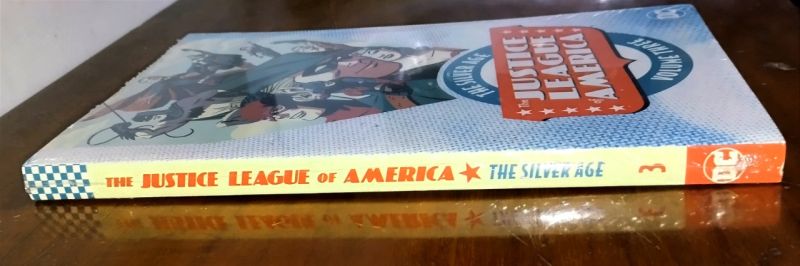 DC
THE SILVER AGE
The JUSTICE
LEAGUE
of AMERICA
VOLUME THREE
THE JUSTICE LEAGUE OF AMERICA ★ THE SILVER AGE 3 DC